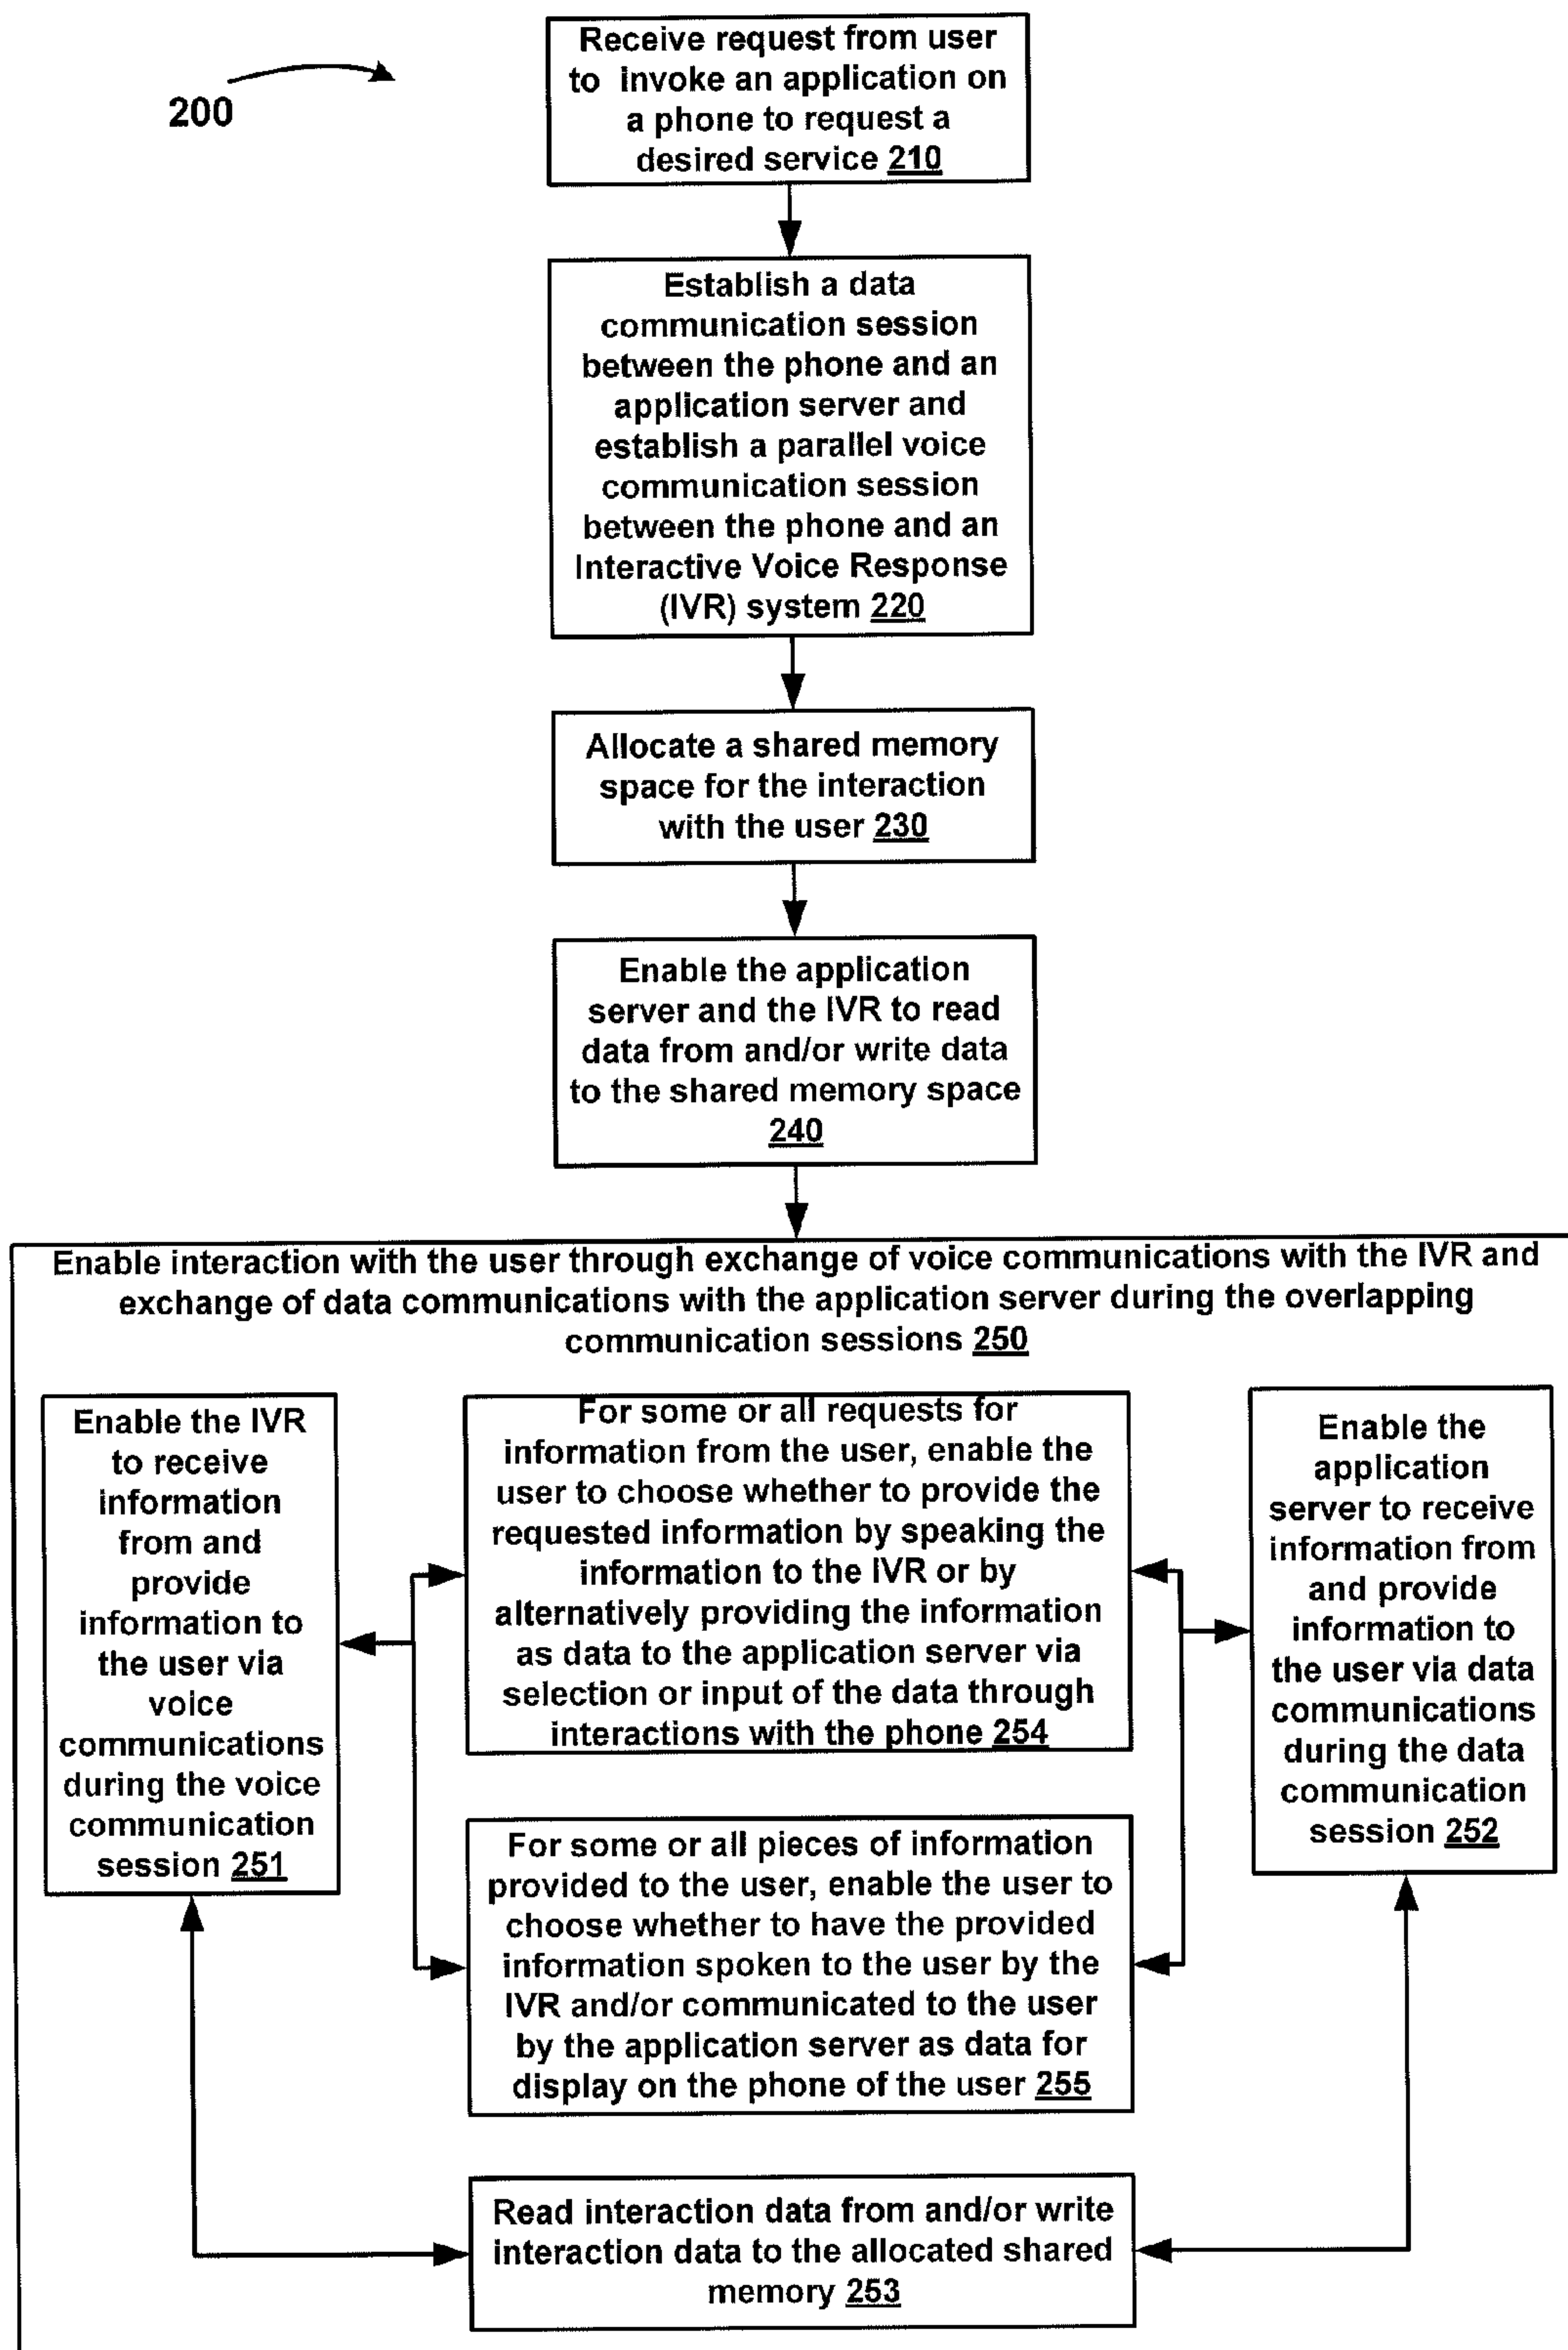 Receive request from user
to invoke an application on
a phone to request a
desired service 210
200
Establish a data
communication session
between the phone and an
application server and
establish a parallel voice
communication session
between the phone and an
Interactive Voice Response
(IVR) system 220
Allocate a shared memory
space for the interaction
with the user 230
Enable the application
server and the IVR to read
data from and/or write data
to the shared memory space
240
Enable interaction with the user through exchange of voice communications with the IVR and
exchange of data communications with the application server during the overlapping
communication sessions 250
Enable the IVR
to receive
information
from and
provide
information to
the user via
voice
communications
during the voice
communication
session 251
For some or all requests for
information from the user, enable the
user to choose whether to provide the
requested information by speaking the
information to the IVR or by
alternatively providing the information
as data to the application server via
selection or input of the data through
interactions with the phone 254
Enable the
application
server to receive
information from
and provide
information to
the user via data
communications
during the data
communication
session 252
For some or all pieces of information
provided to the user, enable the user to
choose whether to have the provided
information spoken to the user by the
IVR and/or communicated to the user
by the application server as data for
display on the phone of the user 255
Read interaction data from and/or write
interaction data to the allocated shared
memory 253